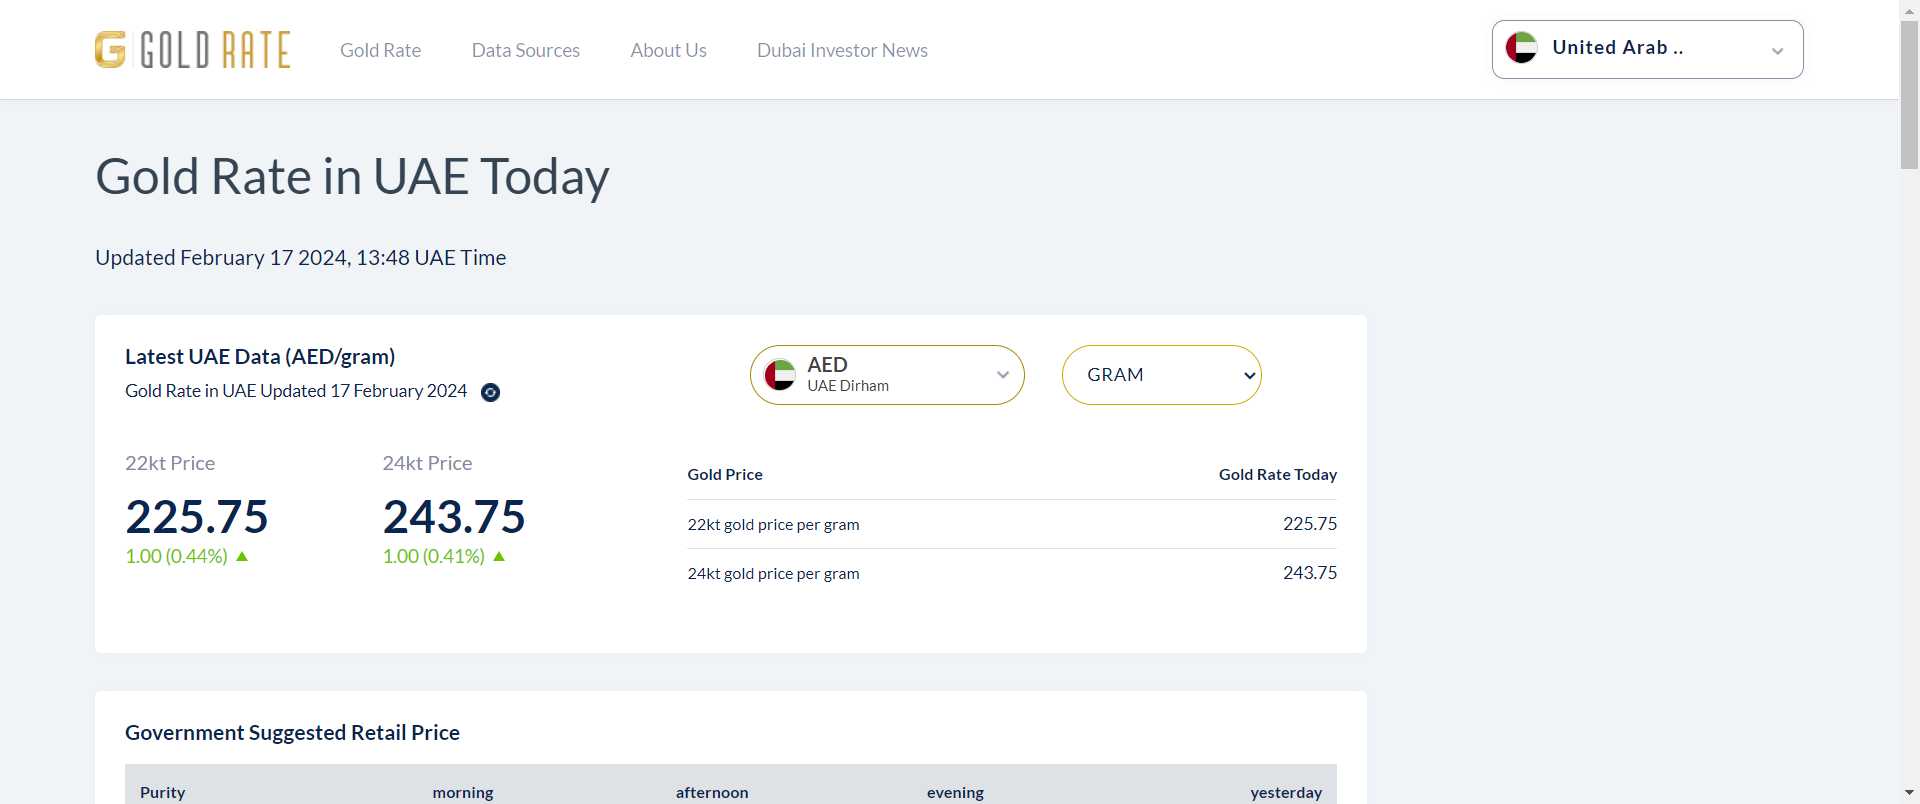 G GOLD RATE
Gold Rate Data Sources About Us Dubai Investor News
United Arab ..
Gold Rate in UAE Today
Updated February 17 2024, 13:48 UAE Time
Latest UAE Data (AED/gram)
Gold Rate in UAE Updated 17 February 2024
AED
UAE Dirham
GRAM
22kt Price
225.75
1.00 (0.44%)
24kt Price
243.75
1.00 (0.41%)
Gold Price Gold Rate Today
22kt gold price per gram 225.75
24kt gold price per gram 243.75
Government Suggested Retail Price
Purity morning afternoon evening yesterday